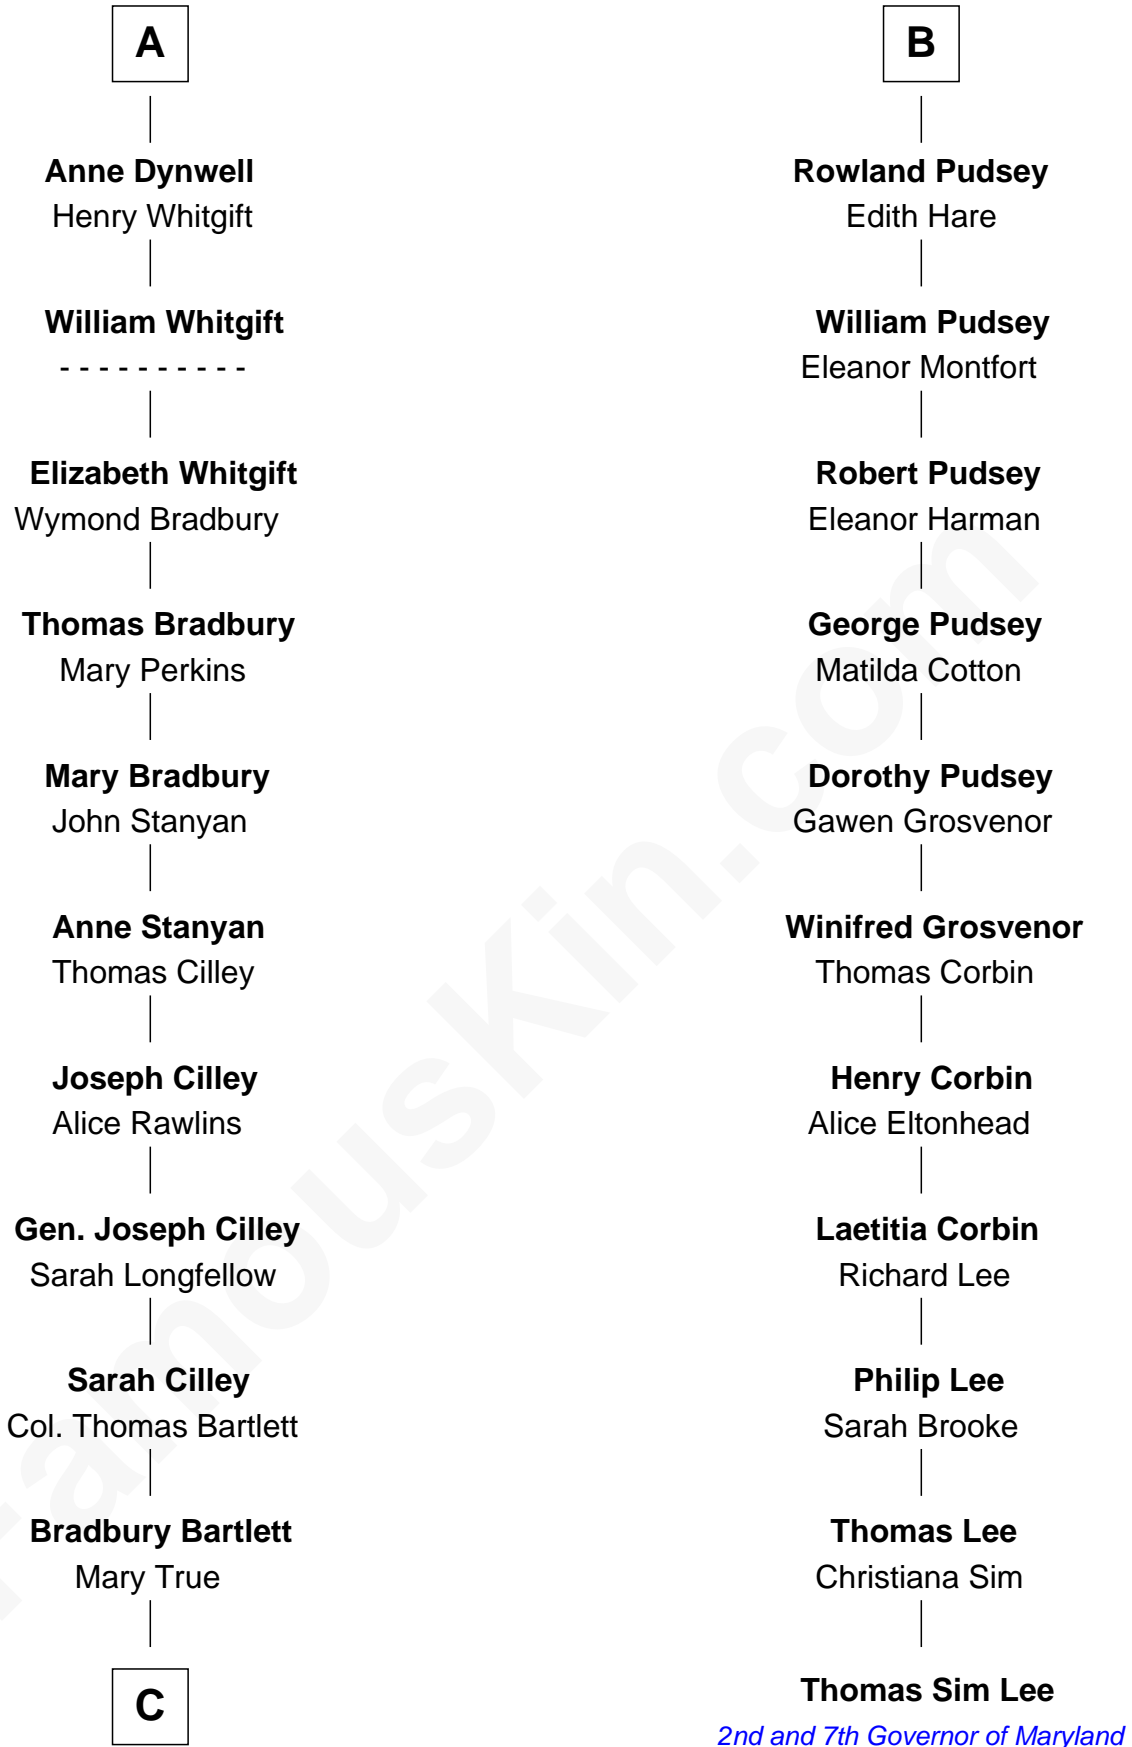 A
Anne Dynwell
Henry Whitgift
William Whitgift
- - - - - - - - - -
Elizabeth Whitgift
Wymond Bradbury
Thomas Bradbury
Mary Perkins
Mary Bradbury
John Stanyan
Anne Stanyan
Thomas Cilley
Joseph Cilley
Alice Rawlins
Gen. Joseph Cilley
Sarah Longfellow
Sarah Cilley
Col. Thomas Bartlett
Bradbury Bartlett
Mary True
C
B
Rowland Pudsey
Edith Hare
William Pudsey
Eleanor Montfort
Robert Pudsey
Eleanor Harman
George Pudsey
Matilda Cotton
Dorothy Pudsey
Gawen Grosvenor
Winifred Grosvenor
Thomas Corbin
Henry Corbin
Alice Eltonhead
Laetitia Corbin
Richard Lee
Philip Lee
Sarah Brooke
Thomas Lee
Christiana Sim
Thomas Sim Lee
2nd and 7th Governor of Maryland
FamousKin.com